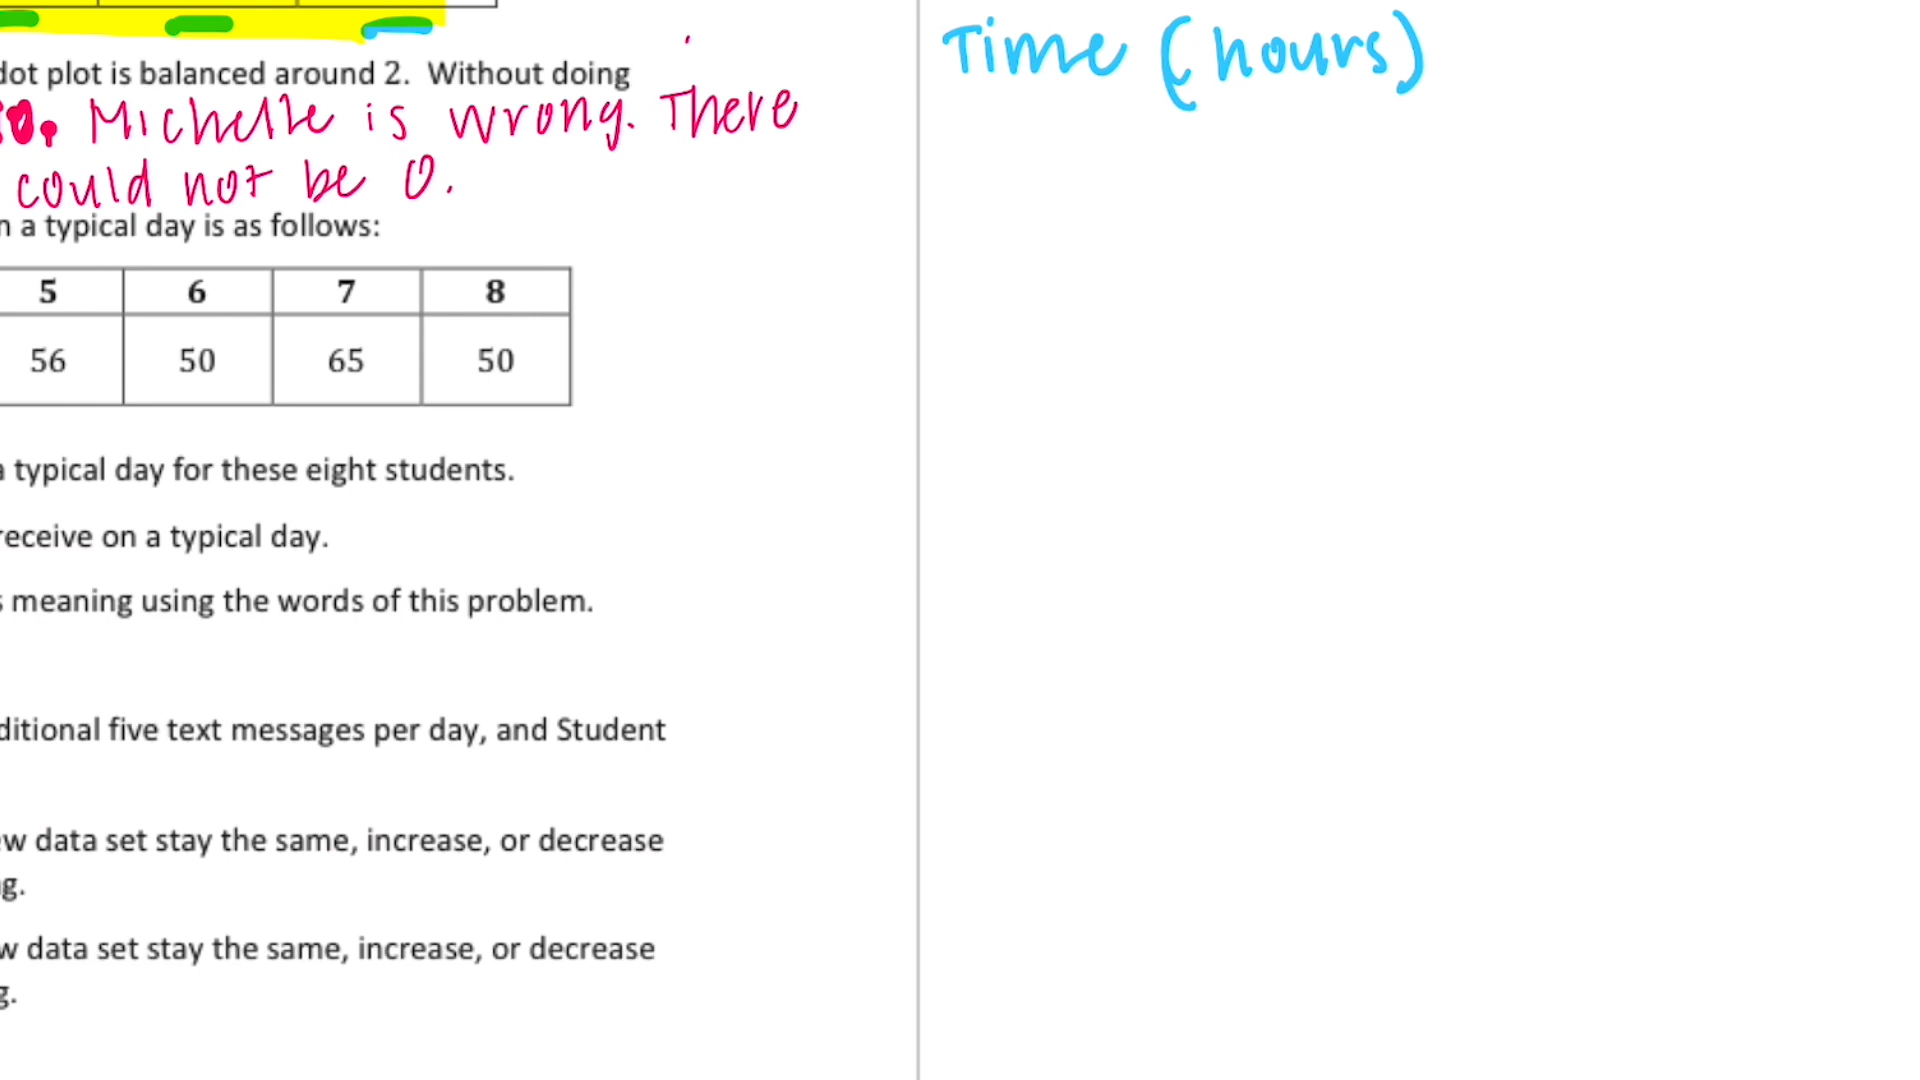 dot plot is balanced around 2. Without doing
Michelle is wrong. There
could not be 0.
a typical day is as follows:
5 6 7 8
56 50 65 50
typical day for these eight students.
receive on a typical day.
meaning using the words of this problem.
five text messages per day, and Student
data set stay the same, increase, or decrease
data set stay the same, increase, or decrease
Time (hours)